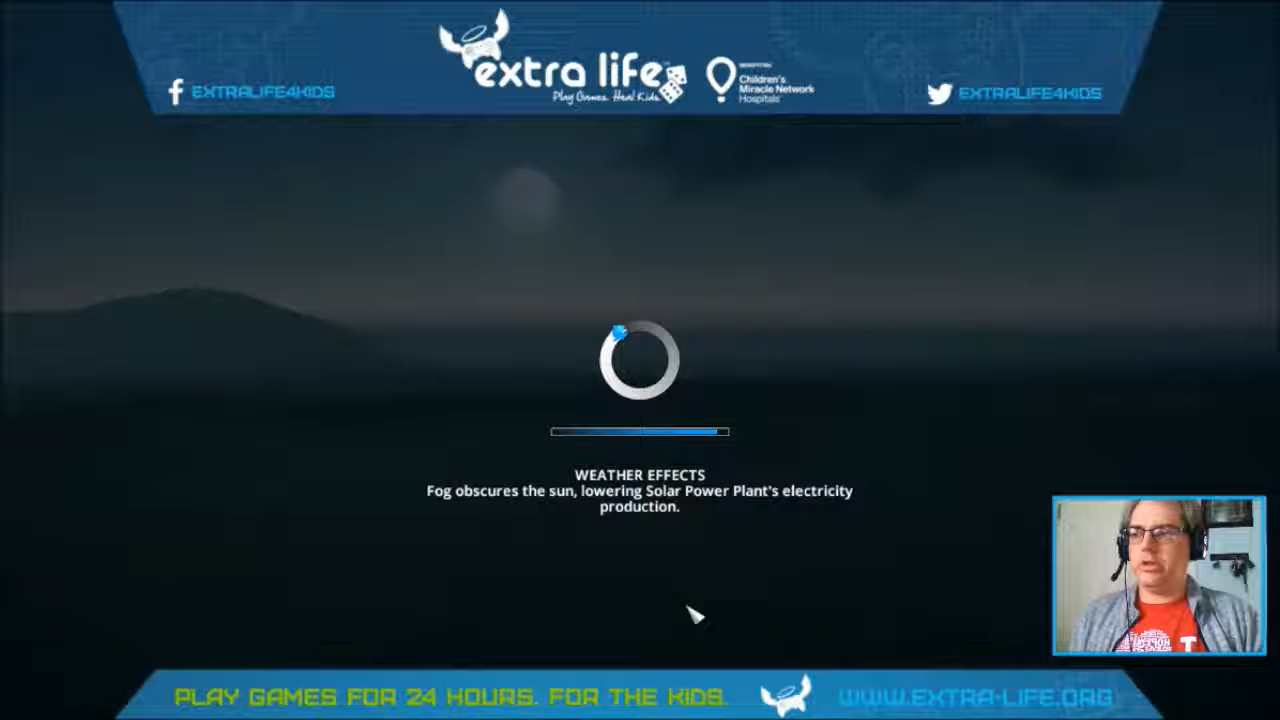 extra life
Play Games. Heal Kids.
BENEFITING
Children's
Miracle Network
Hospitals
EXTRALIFE4KIDS
EXTRALIFE4KIDS
WEATHER EFFECTS
Fog obscures the sun, lowering Solar Power Plant's electricity
production.
PLAY GAMES FOR 24 HOURS. FOR THE KIDS.
WWW.EXTRA-LIFE.ORG